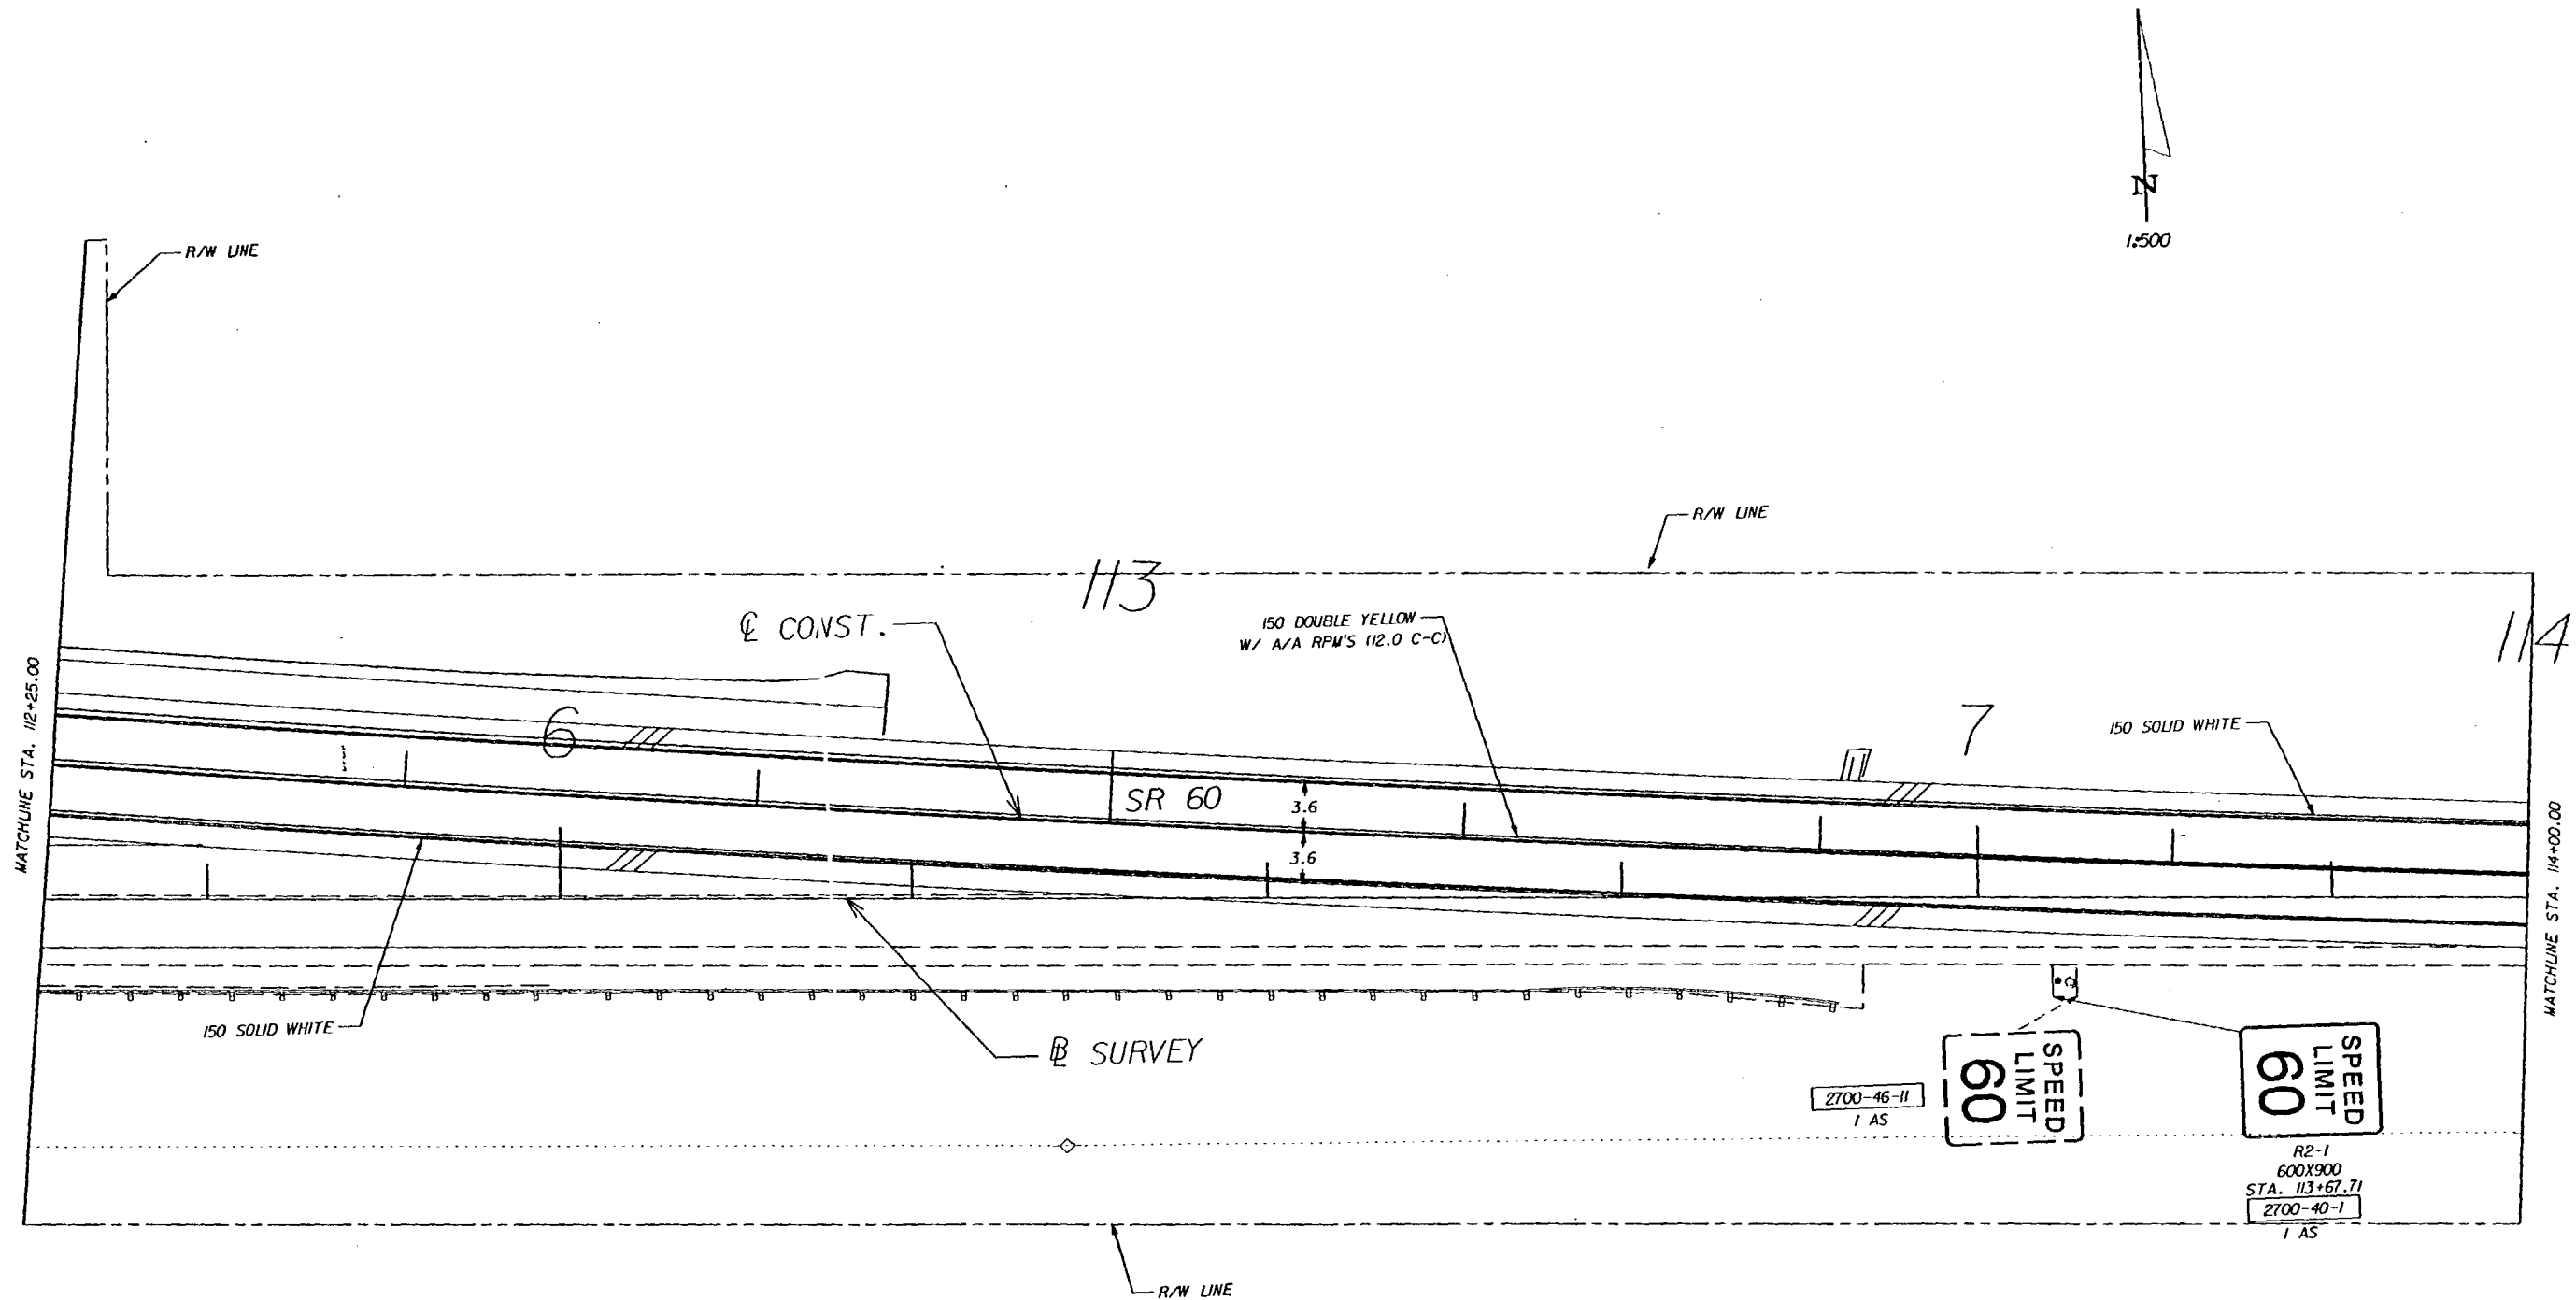 N
1:500
R/W LINE
R/W LINE
113
℄ CONST.
150 DOUBLE YELLOW
W/ A/A RPM'S (12.0 C-C)
114
MATCHLINE STA. 112+25.00
6
7
150 SOLID WHITE
SR 60
3.6
3.6
MATCHLINE STA. 114+00.00
150 SOLID WHITE
BL SURVEY
SPEED
LIMIT
60
SPEED
LIMIT
60
2700-46-11
1 AS
R2-1
600X900
STA. 113+67.71
2700-40-1
1 AS
R/W LINE